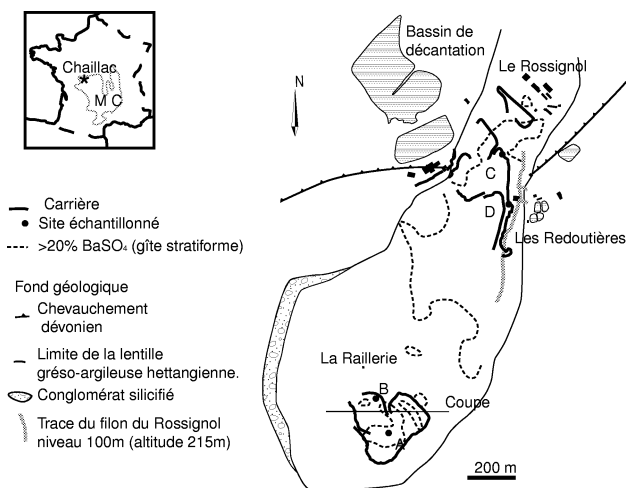 Chaillac
M C
Bassin de
décantation
Le Rossignol
N
C
D
Les Redoutières
Carrière
Site échantillonné
>20% BaSO₄ (gîte stratiforme)
Fond géologique
Chevauchement
dévonien
Limite de la lentille
gréso-argileuse hettangienne.
Conglomérat silicifié
Trace du filon du Rossignol
niveau 100m (altitude 215m)
La Raillerie
B
Coupe
A
200 m